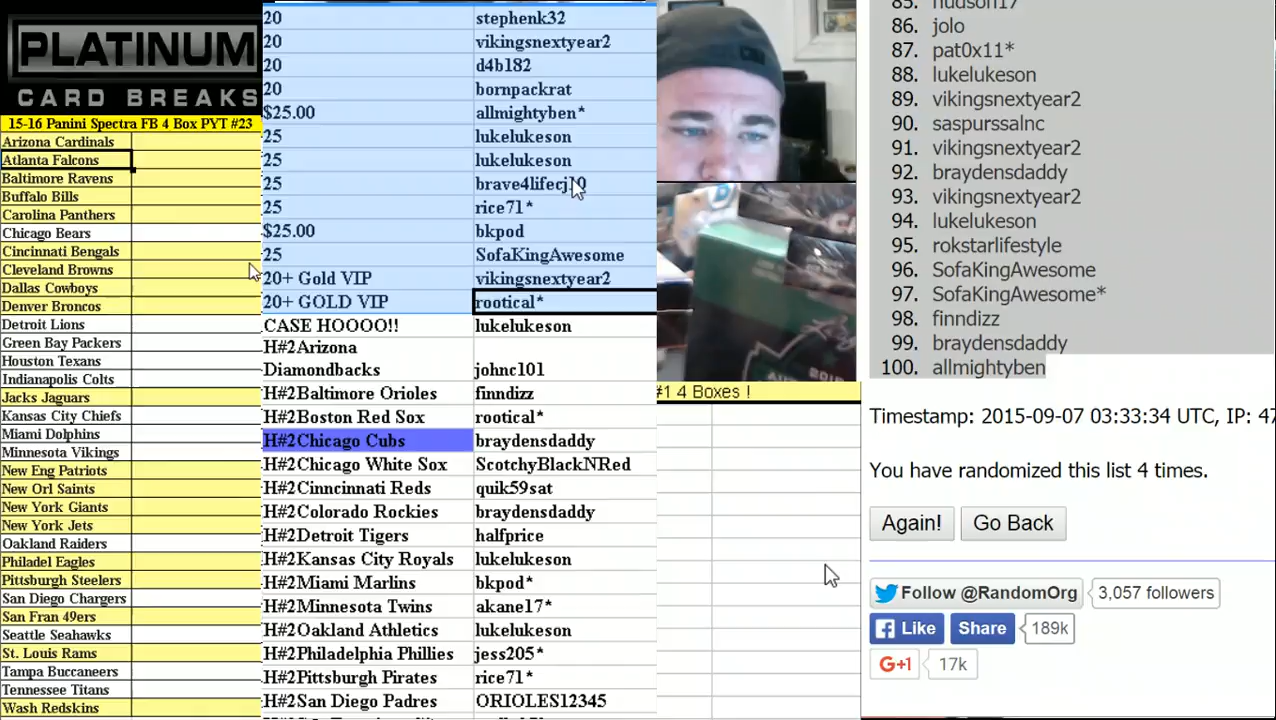 PLATINUM
CARD BREAKS
15-16 Panini Spectra FB 4 Box PYT #23
Arizona Cardinals
Atlanta Falcons
Baltimore Ravens
Buffalo Bills
Carolina Panthers
Chicago Bears
Cincinnati Bengals
Cleveland Browns
Dallas Cowboys
Denver Broncos
Detroit Lions
Green Bay Packers
Houston Texans
Indianapolis Colts
Jacks Jaguars
Kansas City Chiefs
Miami Dolphins
Minnesota Vikings
New Eng Patriots
New Orl Saints
New York Giants
New York Jets
Oakland Raiders
Philadel Eagles
Pittsburgh Steelers
San Diego Chargers
San Fran 49ers
Seattle Seahawks
St. Louis Rams
Tampa Buccaneers
Tennessee Titans
Wash Redskins
20 stephenk32
20 vikingsnextyear2
20 d4b182
20 bornpackrat
$25.00 allmightyben*
25 lukelukeson
25 lukelukeson
25
25 rice71*
$25.00 bkpod
25 SofaKingAwesome
20+ Gold VIP vikingsnextyear2
20+ GOLD VIP rootical*
CASE HOOOO!! lukelukeson
H#2Arizona
Diamondbacks johnc101
H#2Baltimore Orioles finndizz
H#2Boston Red Sox rootical*
H#2Chicago Cubs braydensdaddy
H#2Chicago White Sox ScotchyBlackNRed
H#2Cinncinnati Reds quik59sat
H#2Colorado Rockies braydensdaddy
H#2Detroit Tigers halfprice
H#2Kansas City Royals lukelukeson
H#2Miami Marlins bkpod*
H#2Minnesota Twins akane17*
H#2Oakland Athletics lukelukeson
H#2Philadelphia Phillies jess205*
H#2Pittsburgh Pirates rice71*
H#2San Diego Padres ORIOLES12345
#1 4 Boxes !
85. hudson17
86. jolo
87. pat0x11*
88. lukelukeson
89. vikingsnextyear2
90. saspurssalnc
91. vikingsnextyear2
92. braydensdaddy
93. vikingsnextyear2
94. lukelukeson
95. rokstarlifestyle
96. SofaKingAwesome
97. SofaKingAwesome*
98. finndizz
99. braydensdaddy
100. allmightyben
Timestamp: 2015-09-07 03:33:34 UTC, IP: 47
You have randomized this list 4 times.
Again! Go Back
Follow @RandomOrg 3,057 followers
Like Share 189k
G+1 17k